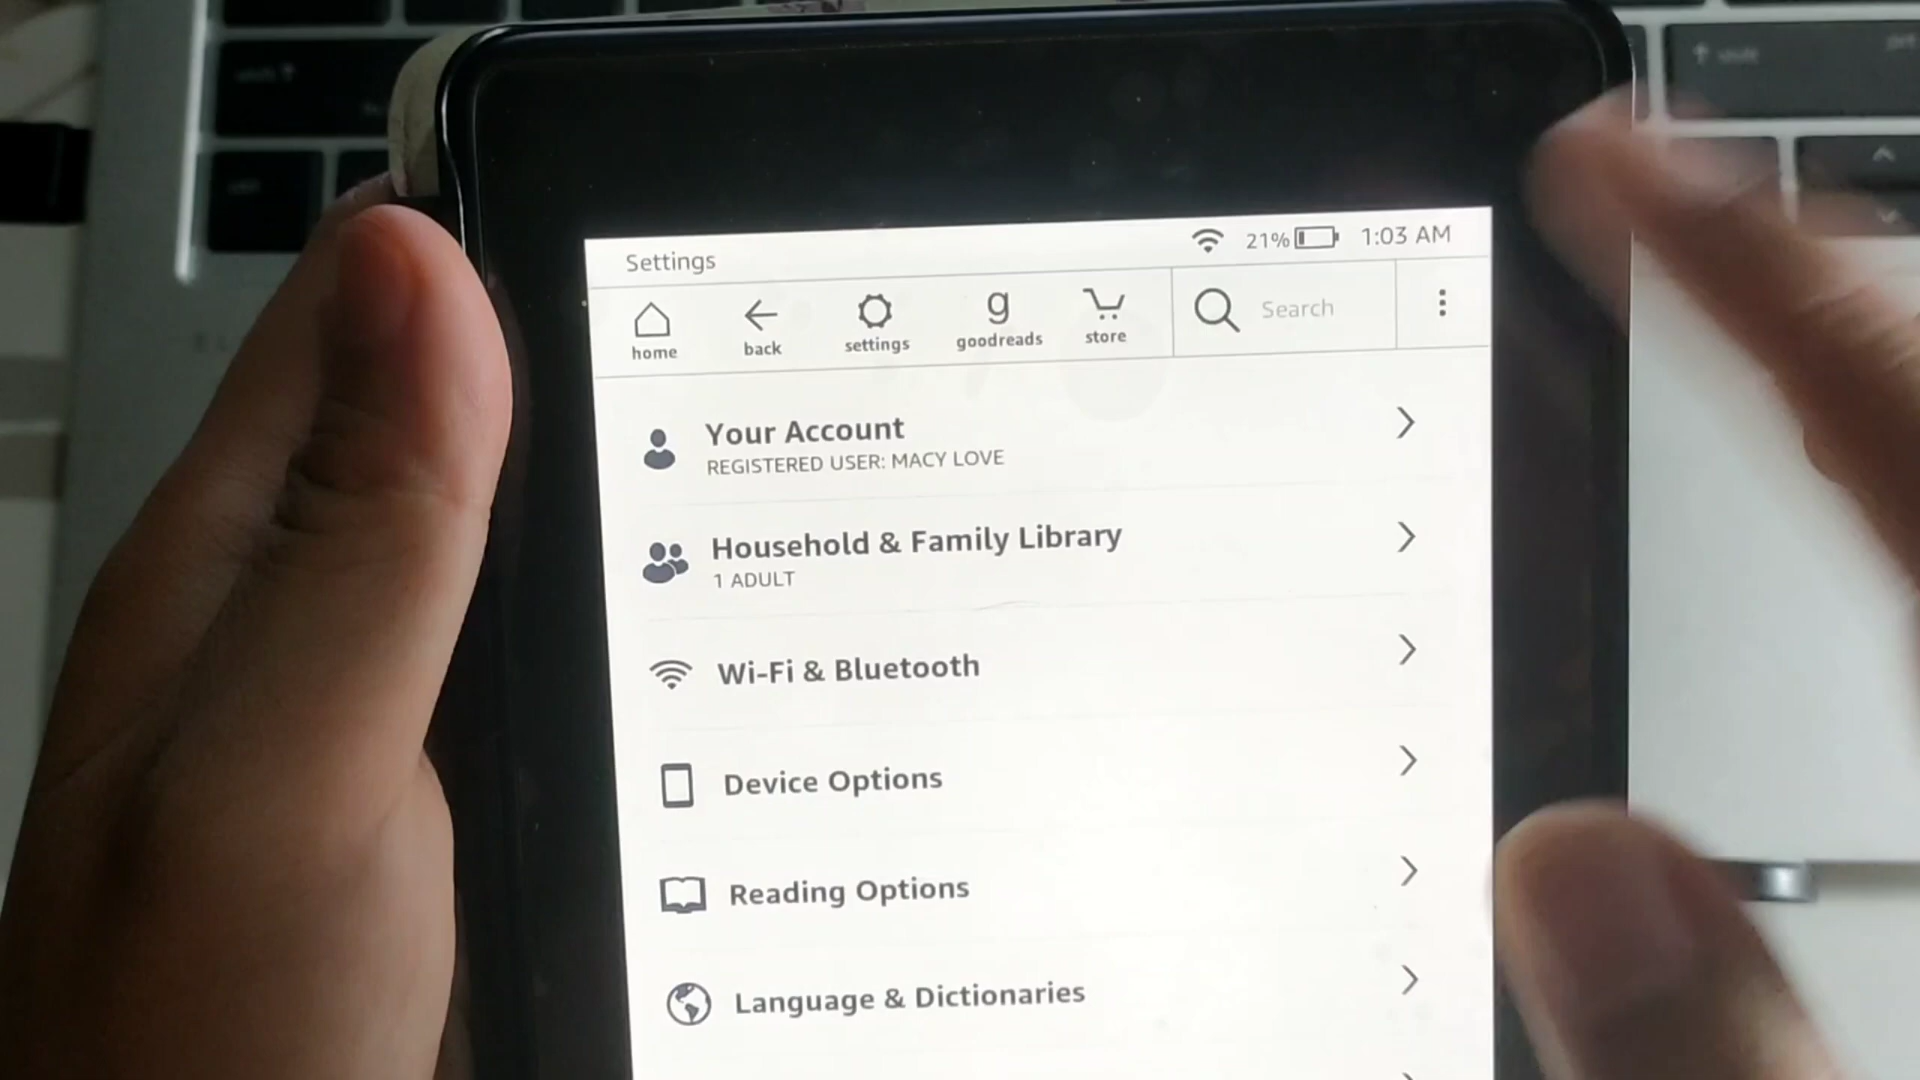 Settings
21% 1:03 AM
home
back
settings
g
goodreads
store
Search
Your Account
REGISTERED USER: MACY LOVE
Household & Family Library
1 ADULT
Wi-Fi & Bluetooth
Device Options
Reading Options
Language & Dictionaries